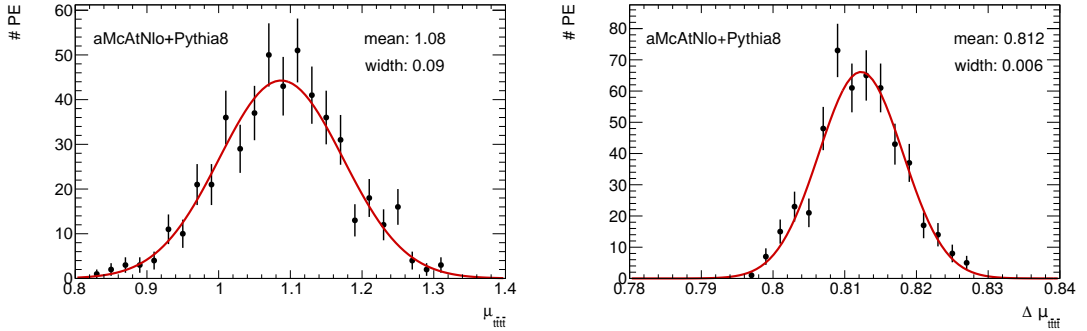 # PE
60
50
40
30
20
10
0
aMcAtNlo+Pythia8
mean: 1.08
width: 0.09
0.8 0.9 1 1.1 1.2 1.3 1.4
μ_tt̄tt̄
# PE
80
70
60
50
40
30
20
10
0
aMcAtNlo+Pythia8
mean: 0.812
width: 0.006
0.78 0.79 0.8 0.81 0.82 0.83 0.84
Δ μ_tt̄tt̄